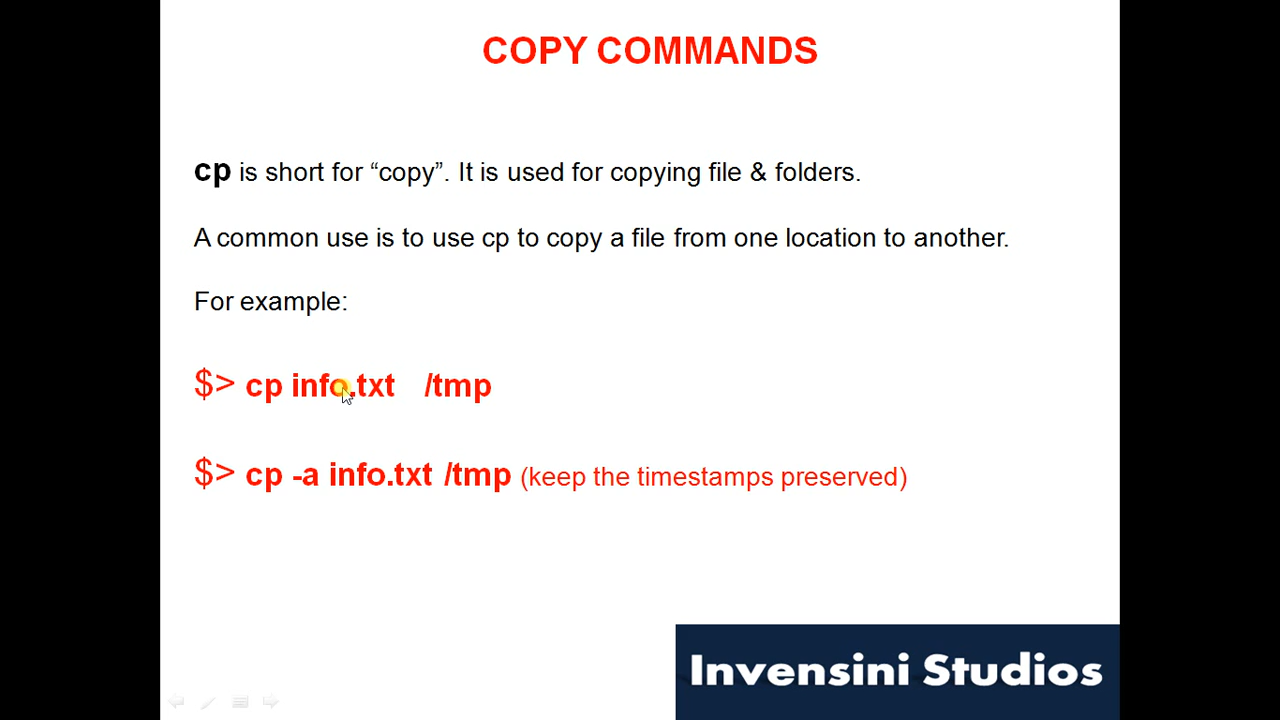 COPY COMMANDS
cp is short for “copy”. It is used for copying file & folders.
A common use is to use cp to copy a file from one location to another.
For example:
$> cp info.txt /tmp
$> cp -a info.txt /tmp (keep the timestamps preserved)
Invensini Studios